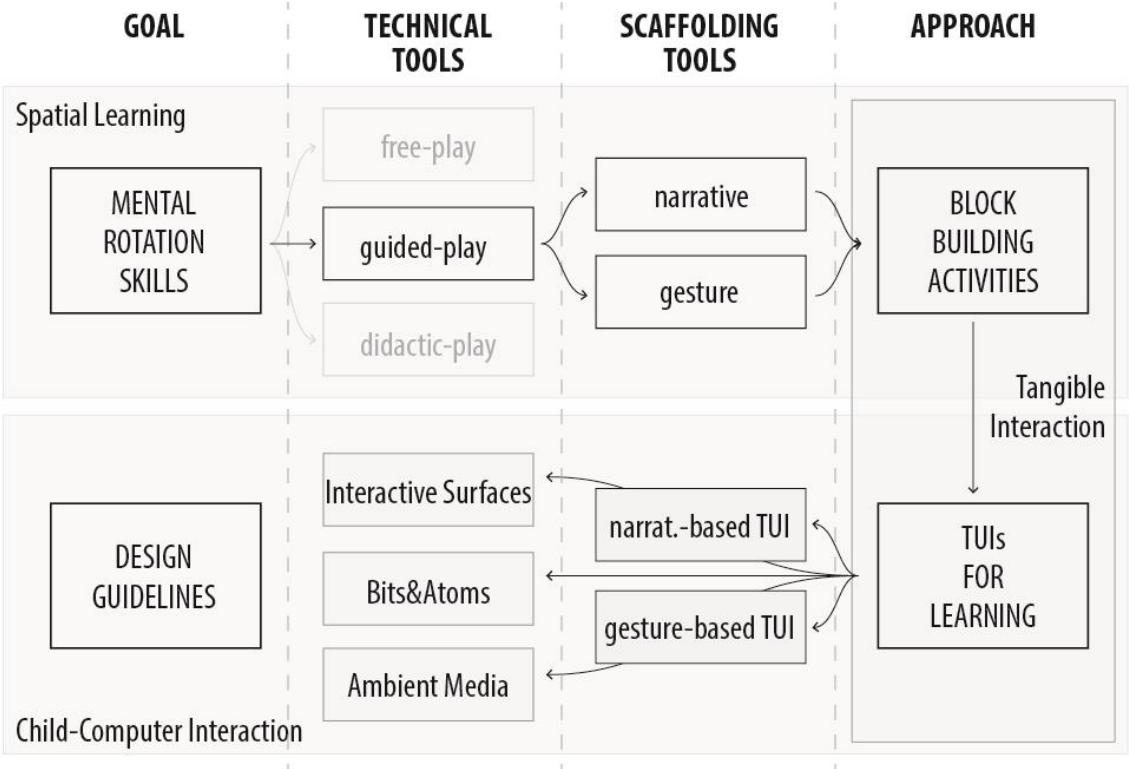 GOAL
TECHNICAL
TOOLS
SCAFFOLDING
TOOLS
APPROACH
Spatial Learning
MENTAL
ROTATION
SKILLS
free-play
guided-play
didactic-play
narrative
gesture
BLOCK
BUILDING
ACTIVITIES
Tangible
Interaction
DESIGN
GUIDELINES
Interactive Surfaces
Bits&Atoms
Ambient Media
narrat.-based TUI
gesture-based TUI
TUIs
FOR
LEARNING
Child-Computer Interaction